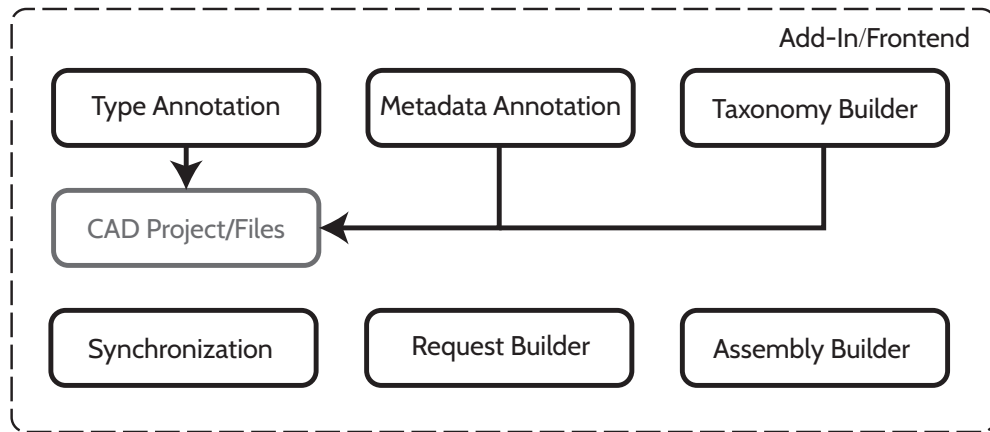 Add-In/Frontend
Type Annotation
Metadata Annotation
Taxonomy Builder
CAD Project/Files
Synchronization
Request Builder
Assembly Builder